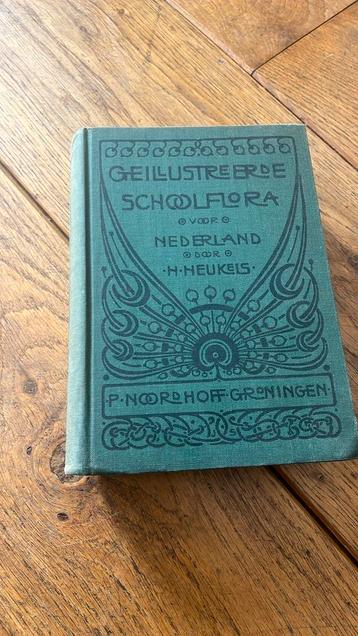 GEÏLLUSTREERDE
SCHOOLFLORA
VOOR
NEDERLAND
DOOR
·H·HEUKELS·
·P·NOORDHOFF·GRONINGEN·